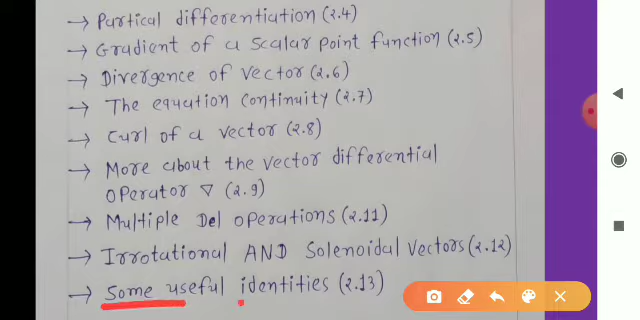 → Partical differentiation (2.4)
→ Gradient of a scalar point function (2.5)
→ Divergence of vector (2.6)
→ The equation continuity (2.7)
→ Curl of a vector (2.8)
→ More about the vector differential
operator ∇ (2.9)
→ Multiple Del operations (2.11)
→ Irrotational AND Solenoidal Vectors (2.12)
→ Some useful identities (2.13)